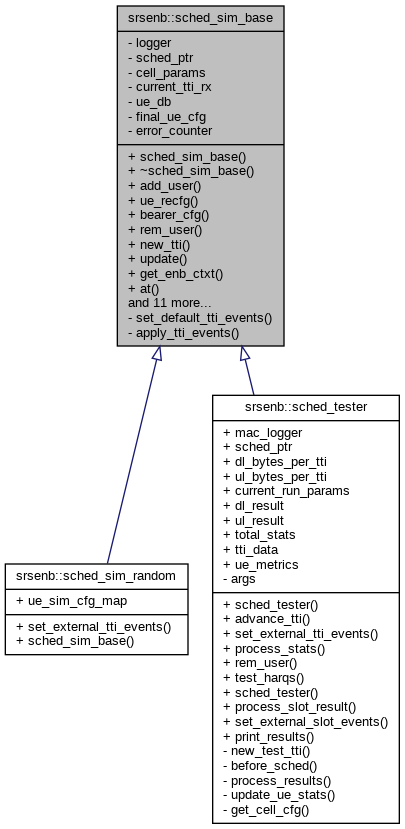 srsenb::sched_sim_base
- logger
- sched_ptr
- cell_params
- current_tti_rx
- ue_db
- final_ue_cfg
- error_counter
+ sched_sim_base()
+ ~sched_sim_base()
+ add_user()
+ ue_recfg()
+ bearer_cfg()
+ rem_user()
+ new_tti()
+ update()
+ get_enb_ctxt()
+ at()
and 11 more...
- set_default_tti_events()
- apply_tti_events()
srsenb::sched_sim_random
+ ue_sim_cfg_map
+ set_external_tti_events()
+ sched_sim_base()
srsenb::sched_tester
+ mac_logger
+ sched_ptr
+ dl_bytes_per_tti
+ ul_bytes_per_tti
+ current_run_params
+ dl_result
+ ul_result
+ total_stats
+ tti_data
+ ue_metrics
- args
+ sched_tester()
+ advance_tti()
+ set_external_tti_events()
+ process_stats()
+ rem_user()
+ test_harqs()
+ sched_tester()
+ process_slot_result()
+ set_external_slot_events()
+ print_results()
- new_test_tti()
- before_sched()
- process_results()
- update_ue_stats()
- get_cell_cfg()